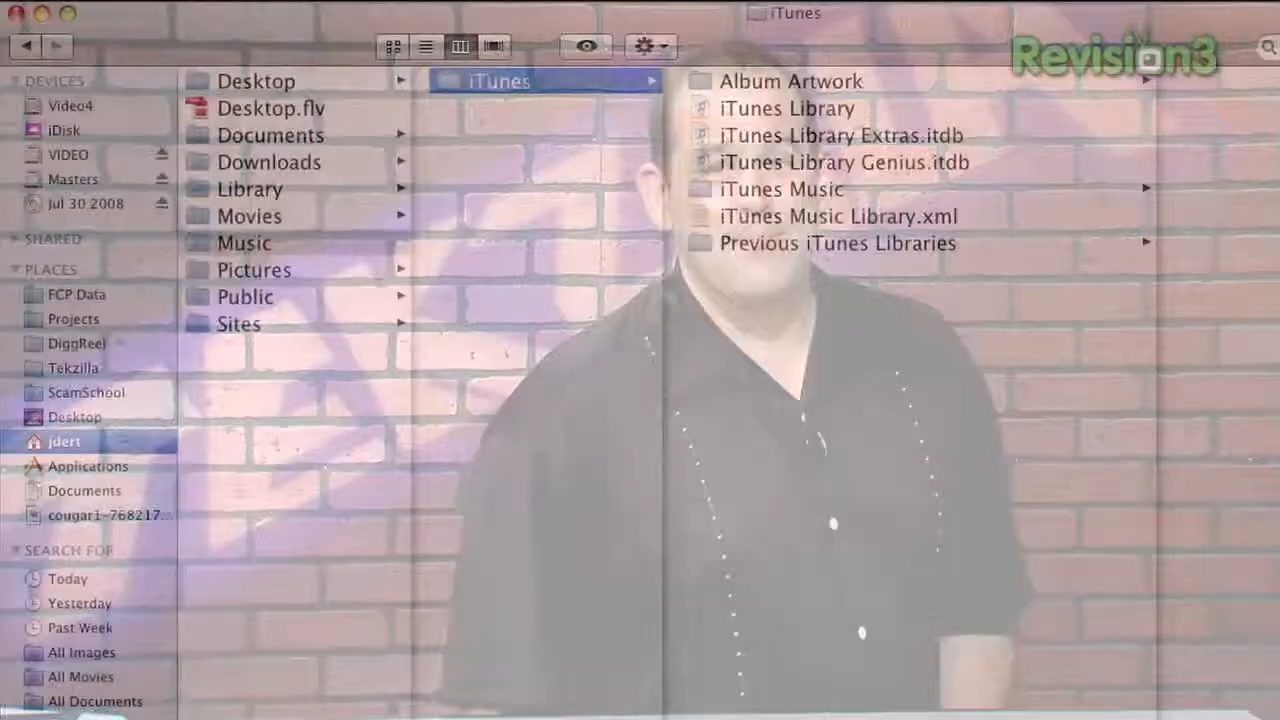 iTunes
Revision3
DEVICES
Video4
iDisk
VIDEO
Masters
Jul 30 2008
SHARED
PLACES
FCP Data
Projects
DiggReel
Tekzilla
ScamSchool
Desktop
jdert
Applications
Documents
cougar1-768217...
SEARCH FOR
Today
Yesterday
Past Week
All Images
All Movies
All Documents
Desktop
Desktop.flv
Documents
Downloads
Library
Movies
Music
Pictures
Public
Sites
iTunes
Album Artwork
iTunes Library
iTunes Library Extras.itdb
iTunes Library Genius.itdb
iTunes Music
iTunes Music Library.xml
Previous iTunes Libraries